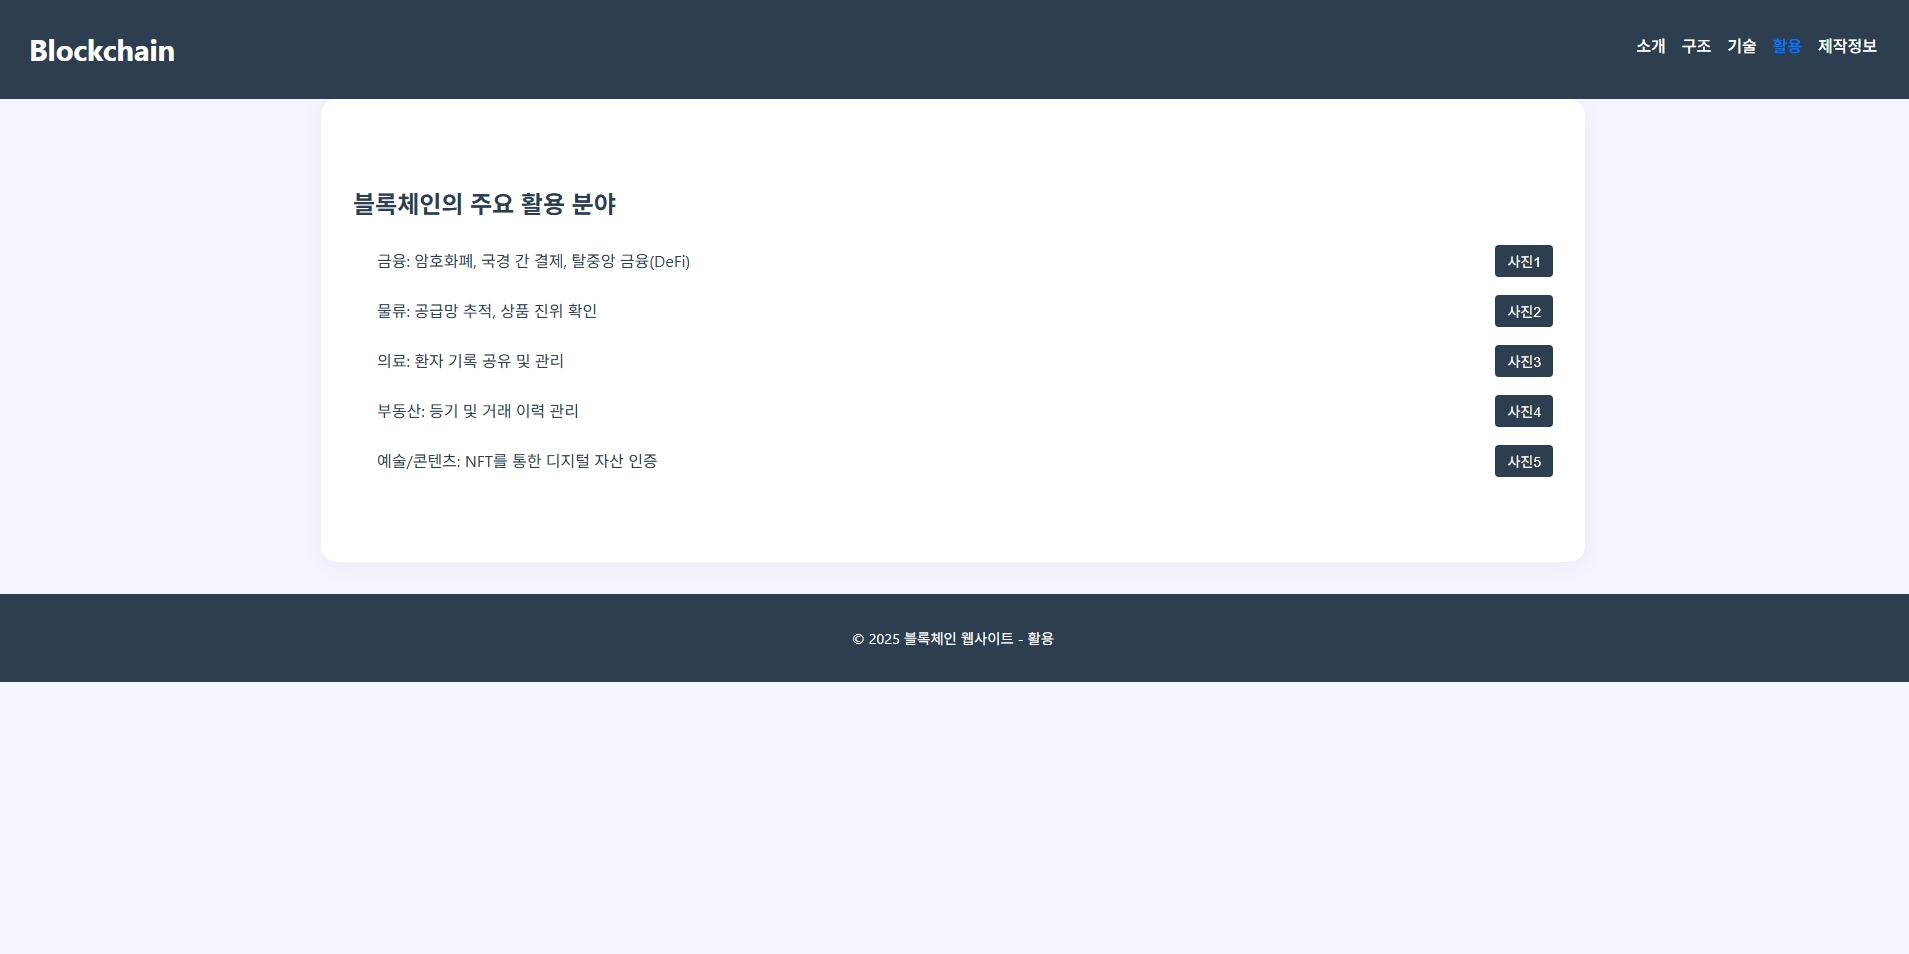 Blockchain
소개 구조 기술 활용 제작정보
블록체인의 주요 활용 분야
금융: 암호화폐, 국경 간 결제, 탈중앙 금융(DeFi) 사진1
물류: 공급망 추적, 상품 진위 확인 사진2
의료: 환자 기록 공유 및 관리 사진3
부동산: 등기 및 거래 이력 관리 사진4
예술/콘텐츠: NFT를 통한 디지털 자산 인증 사진5
© 2025 블록체인 웹사이트 - 활용